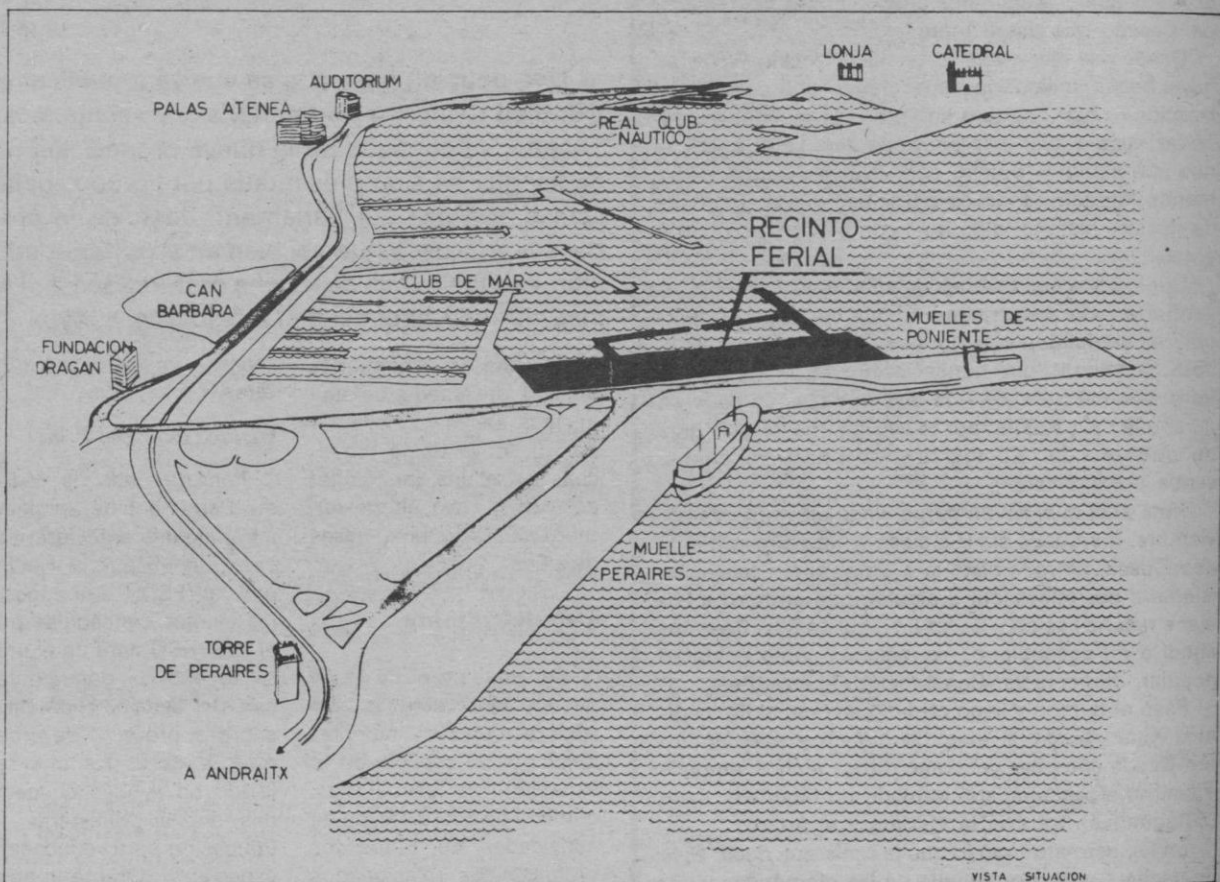 LONJA
CATEDRAL
AUDITORIUM
PALAS ATENEA
REAL CLUB
NAUTICO
RECINTO
FERIAL
CLUB DE MAR
CAN
BARBARA
MUELLES DE
PONIENTE
FUNDACION
DRAGAN
MUELLE
PERAIRES
TORRE
DE PERAIRES
A ANDRAITX
VISTA SITUACION